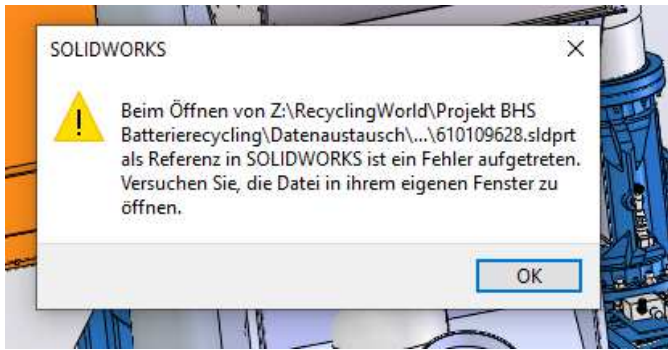 SOLIDWORKS
Beim Öffnen von Z:\RecyclingWorld\Projekt BHS
Batterierecycling\Datenaustausch\...\610109628.sldprt
als Referenz in SOLIDWORKS ist ein Fehler aufgetreten.
Versuchen Sie, die Datei in ihrem eigenen Fenster zu
öffnen.
OK